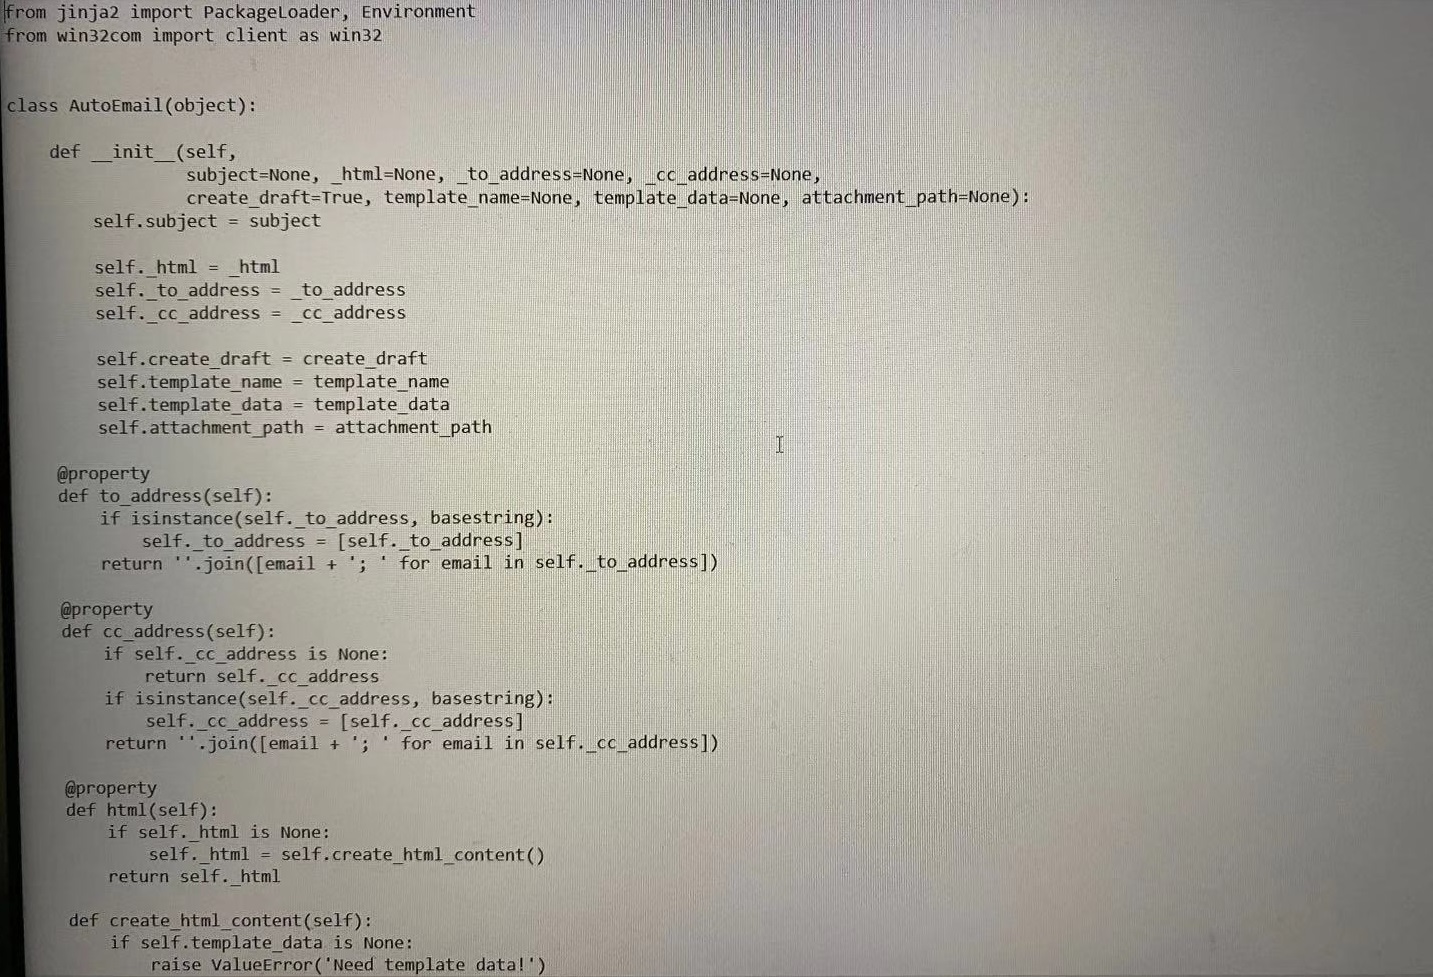 from jinja2 import PackageLoader, Environment
from win32com import client as win32
class AutoEmail(object):
def __init__(self,
subject=None, _html=None, _to_address=None, _cc_address=None,
create_draft=True, template_name=None, template_data=None, attachment_path=None):
self.subject = subject
self._html = _html
self._to_address = _to_address
self._cc_address = _cc_address
self.create_draft = create_draft
self.template_name = template_name
self.template_data = template_data
self.attachment_path = attachment_path
@property
def to_address(self):
if isinstance(self._to_address, basestring):
self._to_address = [self._to_address]
return ''.join([email + '; ' for email in self._to_address])
@property
def cc_address(self):
if self._cc_address is None:
return self._cc_address
if isinstance(self._cc_address, basestring):
self._cc_address = [self._cc_address]
return ''.join([email + '; ' for email in self._cc_address])
@property
def html(self):
if self._html is None:
self._html = self.create_html_content()
return self._html
def create_html_content(self):
if self.template_data is None:
raise ValueError('Need template data!')